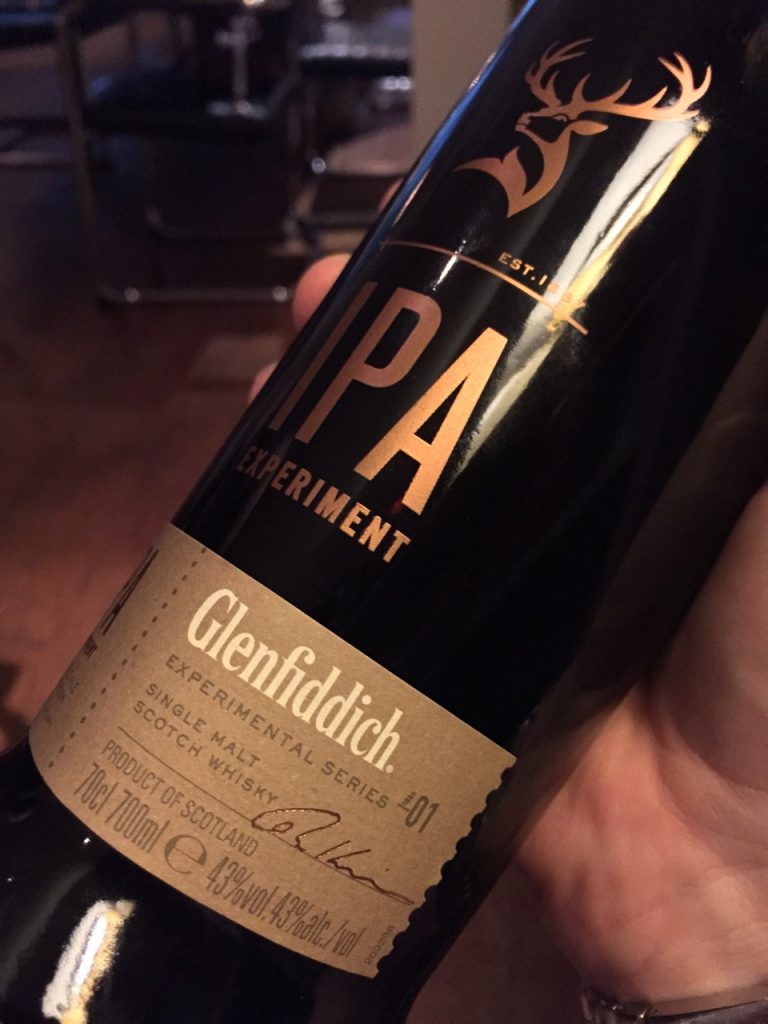 EST.1887
IPA
EXPERIMENT
Glenfiddich.
EXPERIMENTAL SERIES #01
SINGLE MALT
SCOTCH WHISKY
PRODUCT OF SCOTLAND
70cl 700ml e 43%vol. 43%alc./vol